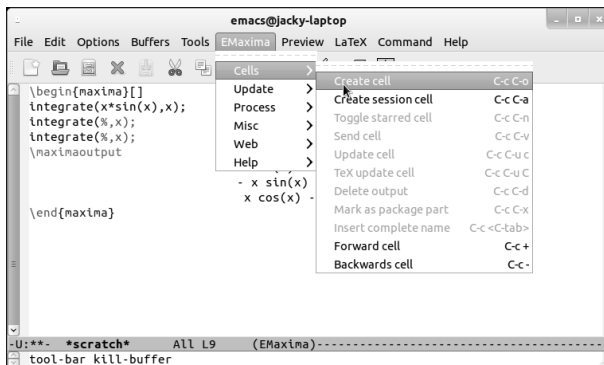 emacs@jacky-laptop
File Edit Options Buffers Tools EMaxima Preview LaTeX Command Help
\begin{maxima}[]
integrate(x*sin(x),x);
integrate(%,x);
integrate(%,x);
\maximaoutput
- x sin(x)
x cos(x) -
\end{maxima}
Cells >
Update >
Process >
Misc >
Web >
Help >
Create cell C-c C-o
Create session cell C-c C-a
Toggle starred cell C-c C-n
Send cell C-c C-v
Update cell C-c C-u c
TeX update cell C-c C-u C
Delete output C-c C-d
Mark as package part C-c C-x
Insert complete name C-c <C-tab>
Forward cell C-c +
Backwards cell C-c -
-U:**- *scratch* All L9 (EMaxima)------------------------------------
tool-bar kill-buffer